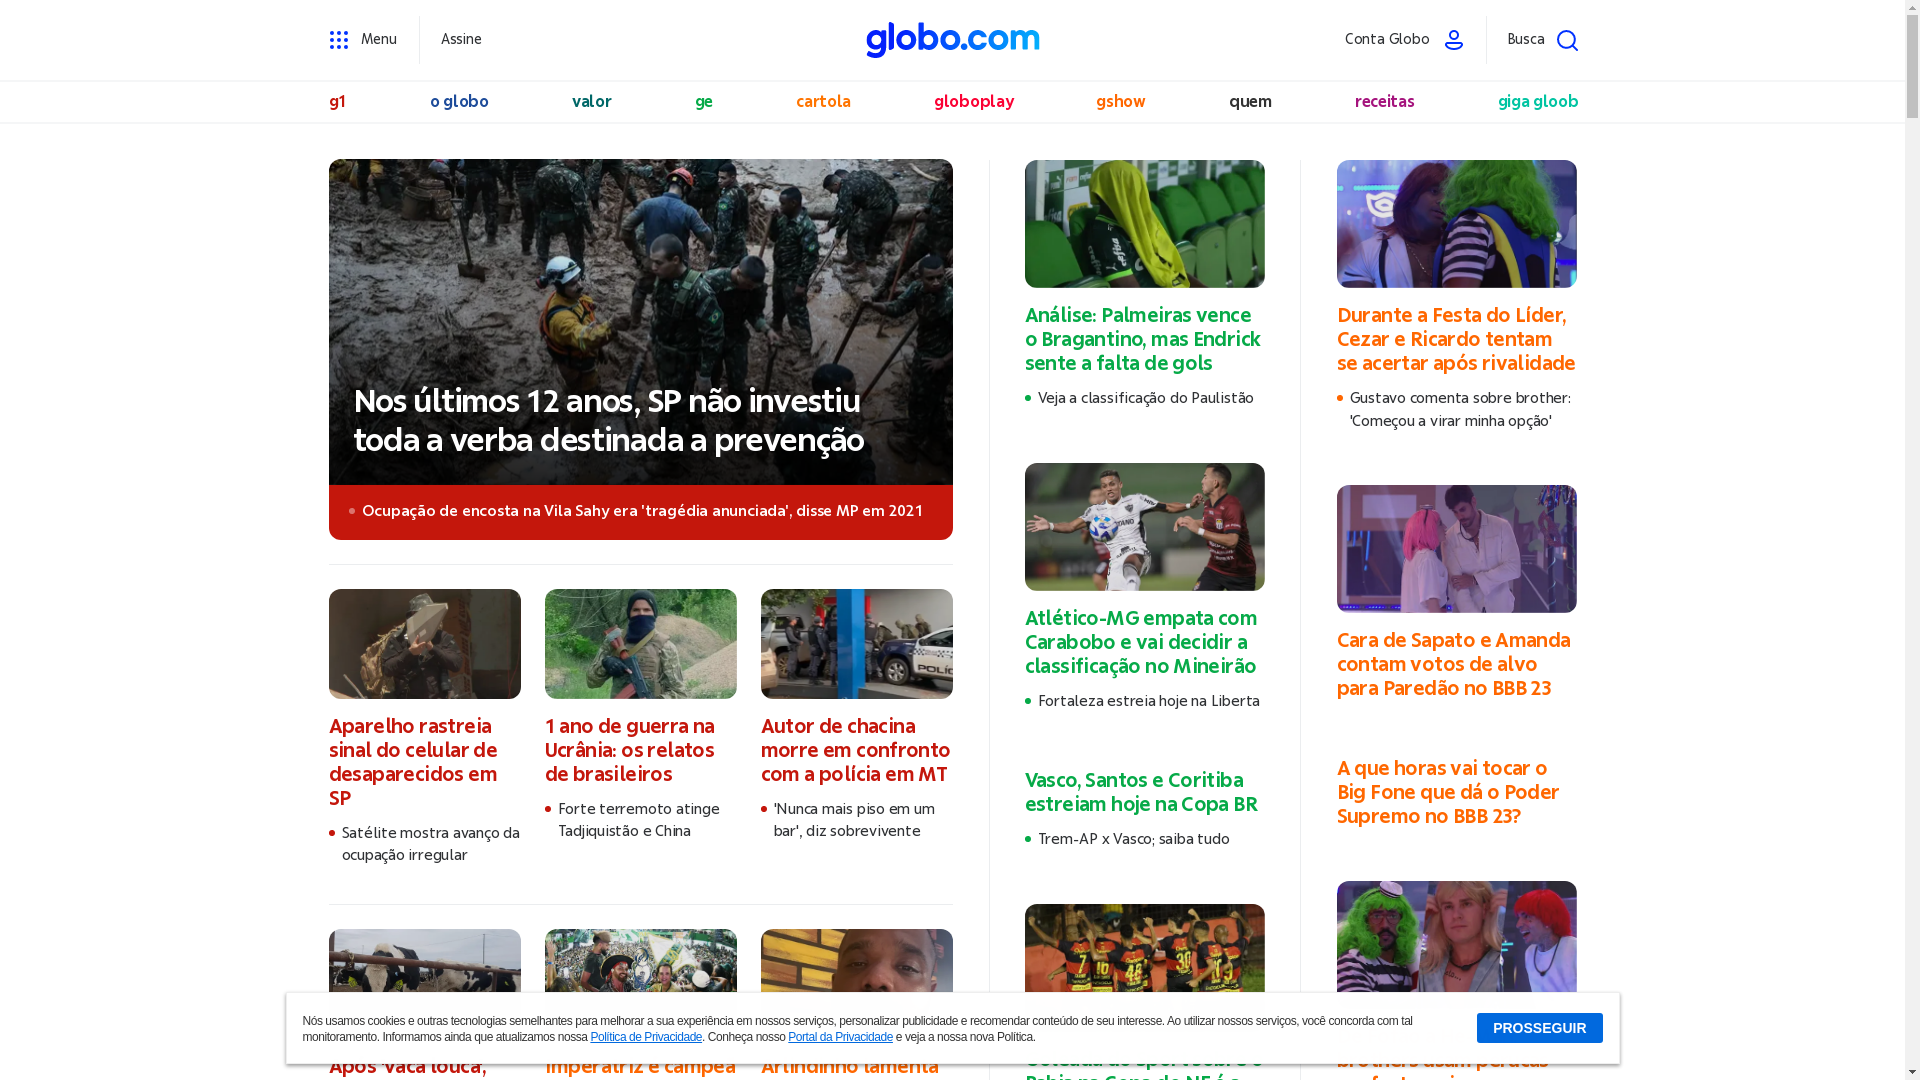 Menu
Assine
globo.com
Conta Globo
Busca
g1
o globo
valor
ge
cartola
globoplay
gshow
quem
receitas
giga gloob
Nos últimos 12 anos, SP não investiu
toda a verba destinada a prevenção
Ocupação de encosta na Vila Sahy era 'tragédia anunciada', disse MP em 2021
Aparelho rastreia
sinal do celular de
desaparecidos em
SP
Satélite mostra avanço da
ocupação irregular
1 ano de guerra na
Ucrânia: os relatos
de brasileiros
Forte terremoto atinge
Tadjiquistão e China
Autor de chacina
morre em confronto
com a polícia em MT
'Nunca mais piso em um
bar', diz sobrevivente
Análise: Palmeiras vence
o Bragantino, mas Endrick
sente a falta de gols
Veja a classificação do Paulistão
Atlético-MG empata com
Carabobo e vai decidir a
classificação no Mineirão
Fortaleza estreia hoje na Liberta
Vasco, Santos e Coritiba
estreiam hoje na Copa BR
Trem-AP x Vasco; saiba tudo
Durante a Festa do Líder,
Cezar e Ricardo tentam
se acertar após rivalidade
Gustavo comenta sobre brother:
'Começou a virar minha opção'
Cara de Sapato e Amanda
contam votos de alvo
para Paredão no BBB 23
A que horas vai tocar o
Big Fone que dá o Poder
Supremo no BBB 23?
Nós usamos cookies e outras tecnologias semelhantes para melhorar a sua experiência em nossos serviços, personalizar publicidade e recomendar conteúdo de seu interesse. Ao utilizar nossos serviços, você concorda com tal
monitoramento. Informamos ainda que atualizamos nossa Política de Privacidade. Conheça nosso Portal da Privacidade e veja a nossa nova Política.
PROSSEGUIR
Após 'vaca louca',
Imperatriz é campeã
Arlindinho lamenta